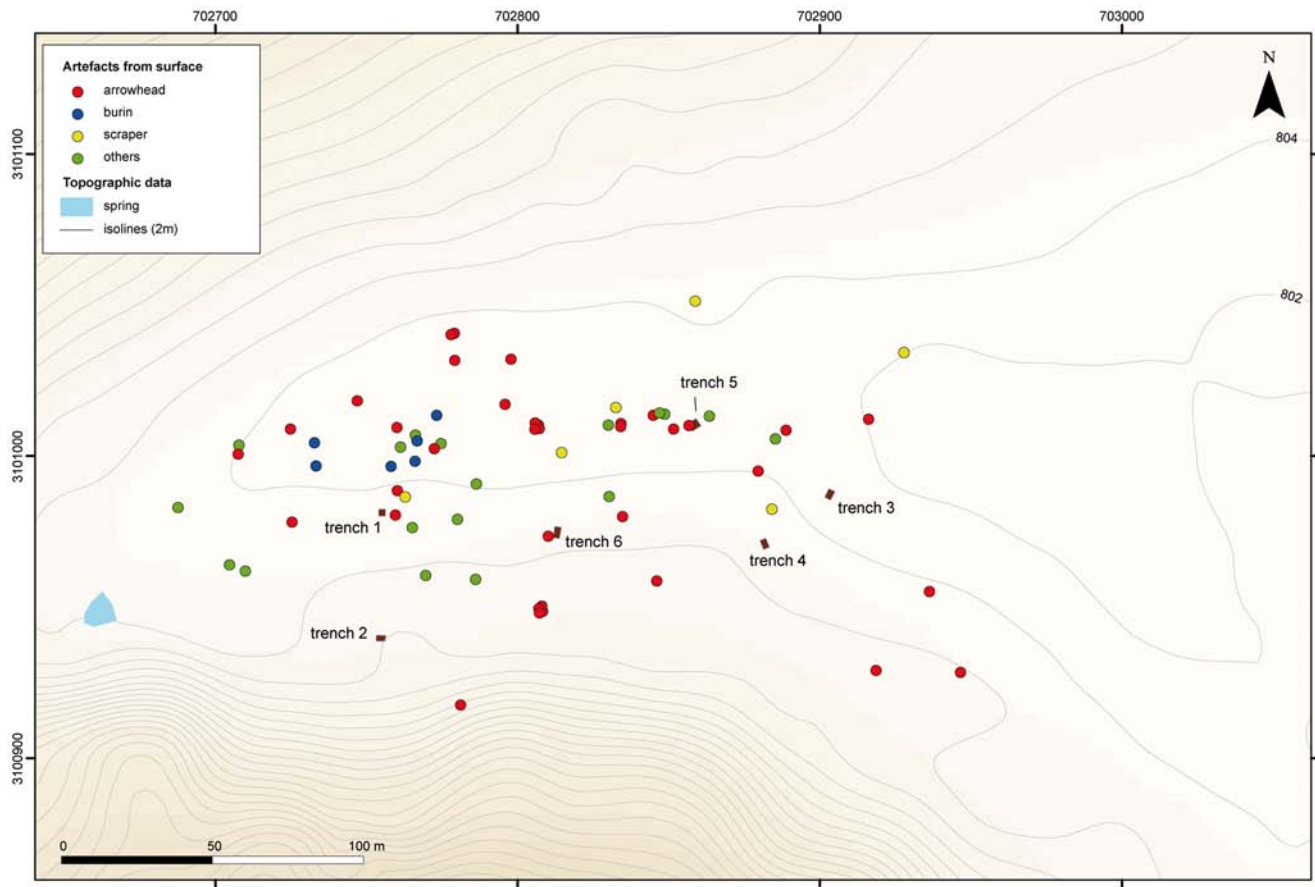 702700
702800
702900
703000
Artefacts from surface
arrowhead
burin
scraper
others
Topographic data
spring
isolines (2m)
N
3101100
804
802
trench 5
3101000
trench 1
trench 3
trench 6
trench 4
trench 2
3100900
0
50
100 m